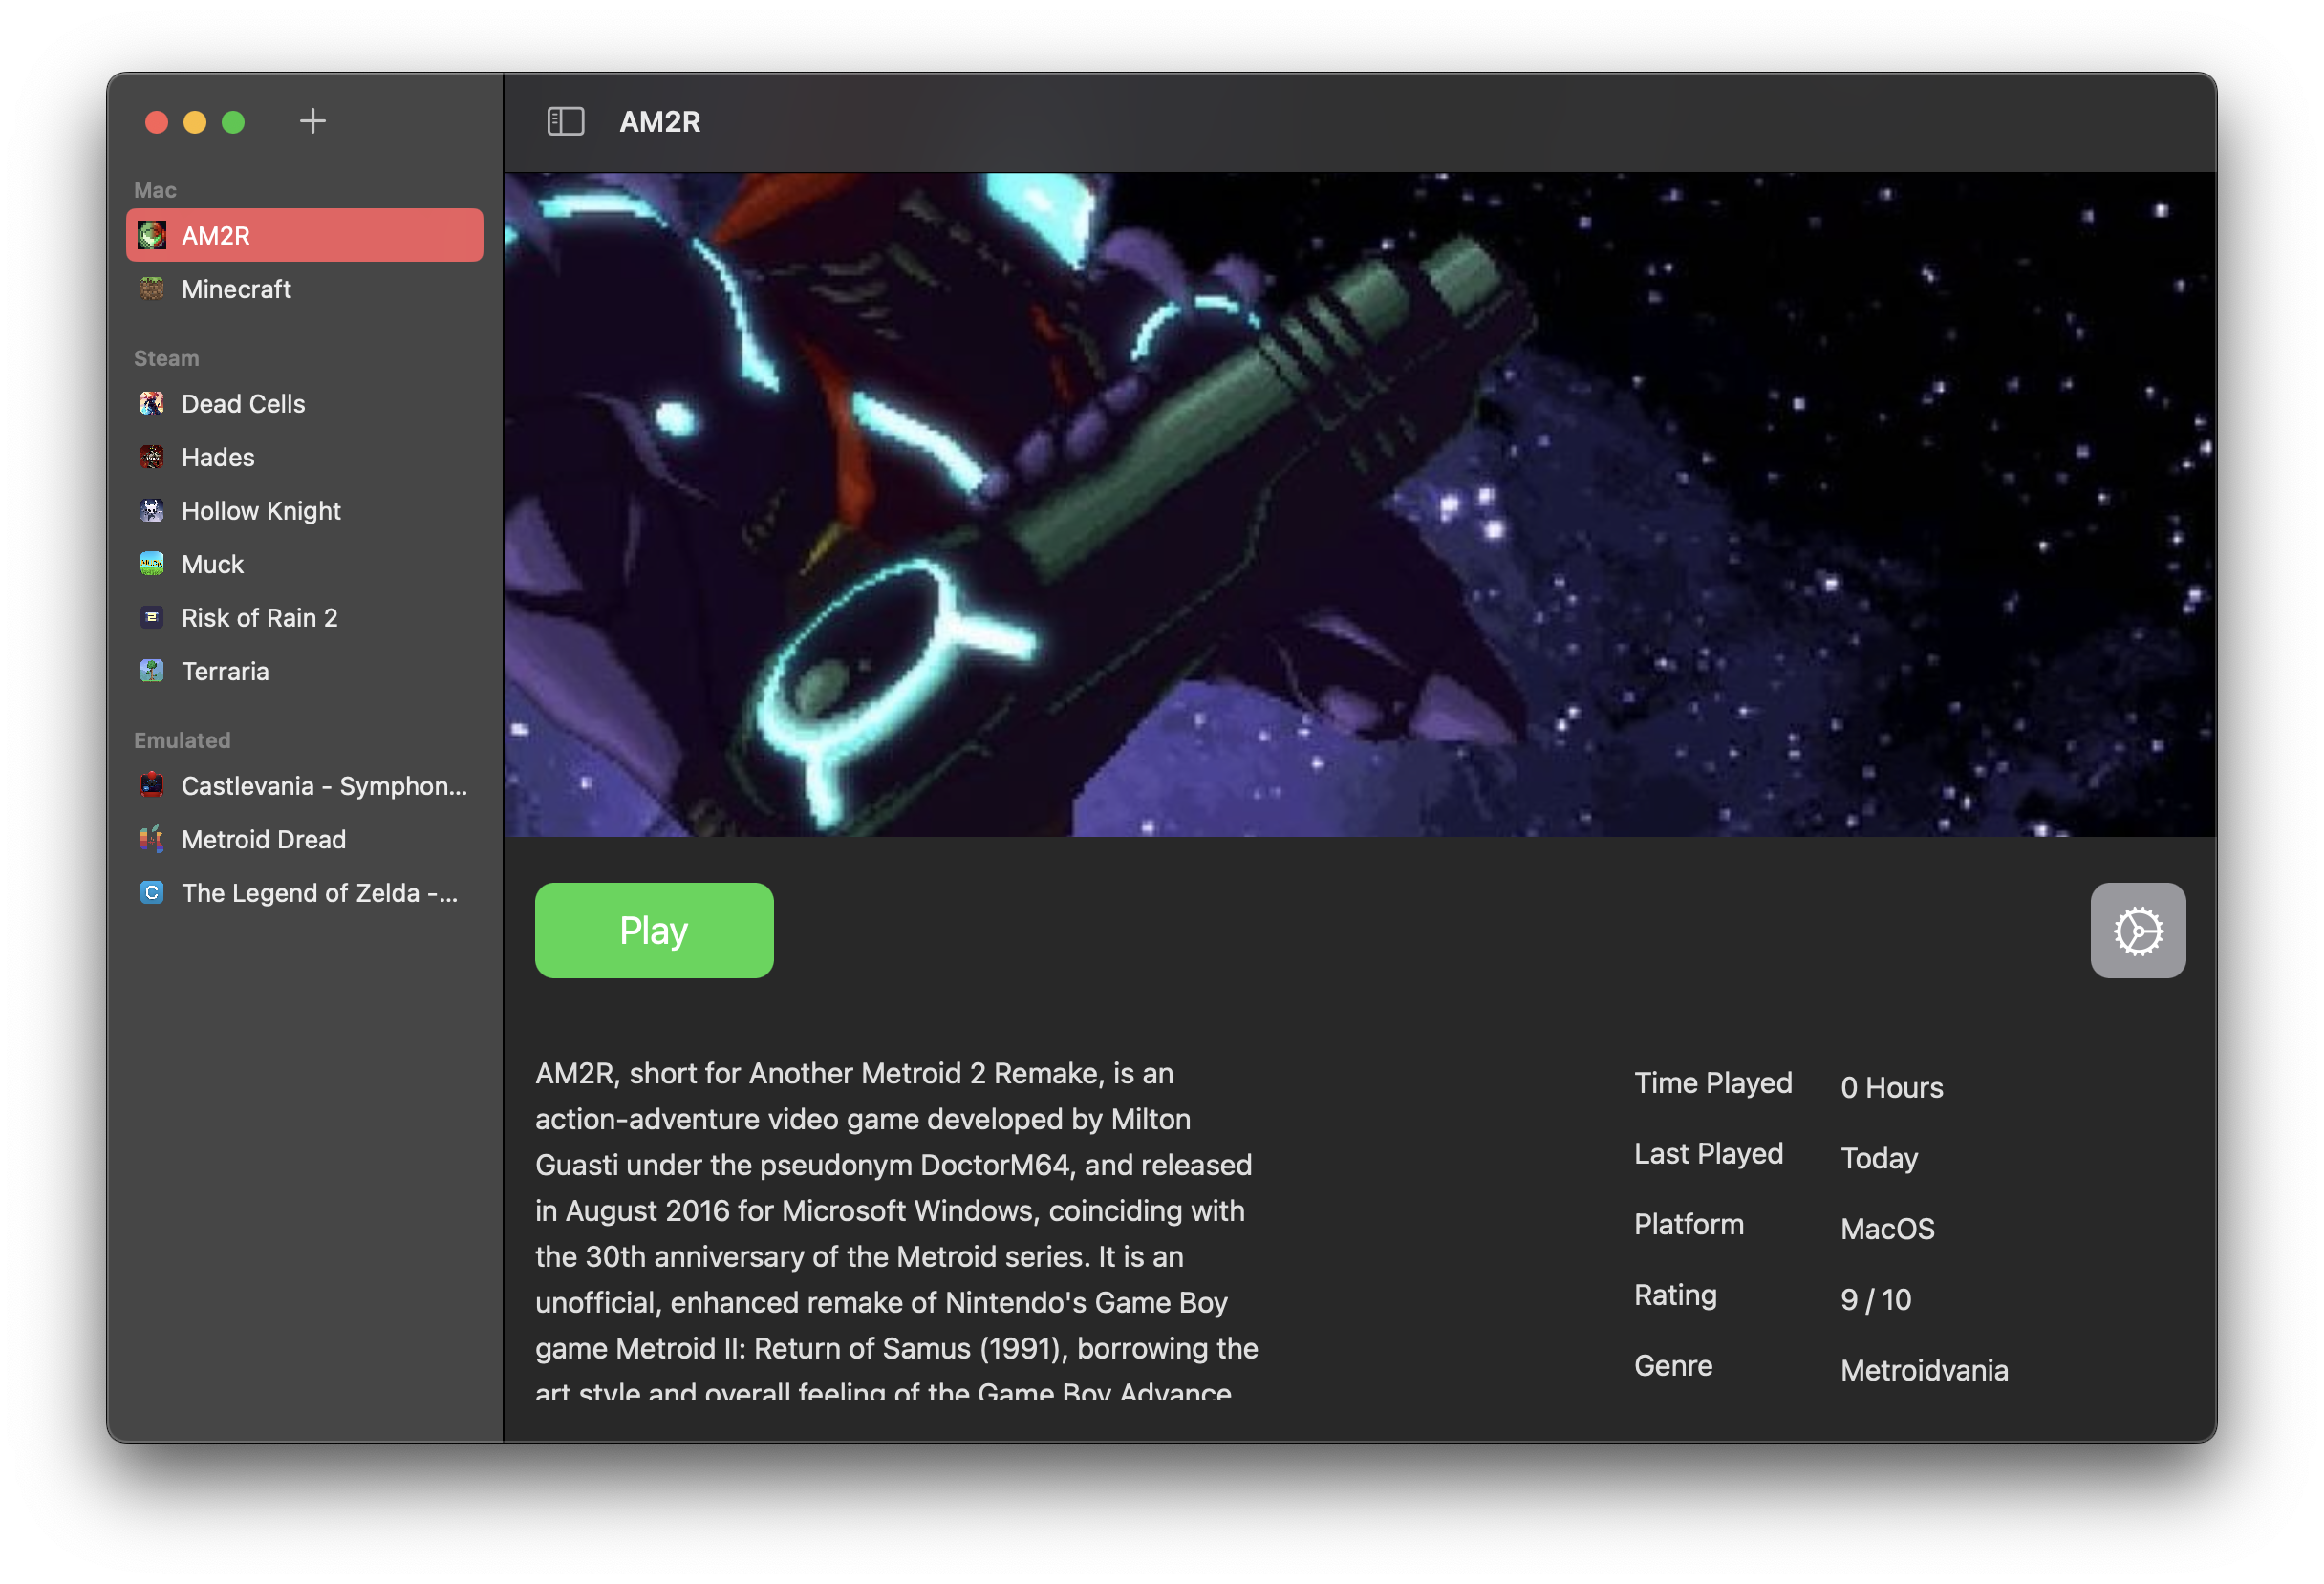 AM2R
Mac
AM2R
Minecraft
Steam
Dead Cells
Hades
Hollow Knight
Muck
Risk of Rain 2
Terraria
Emulated
Castlevania - Symphon...
Metroid Dread
The Legend of Zelda -...
Play
AM2R, short for Another Metroid 2 Remake, is an
action-adventure video game developed by Milton
Guasti under the pseudonym DoctorM64, and released
in August 2016 for Microsoft Windows, coinciding with
the 30th anniversary of the Metroid series. It is an
unofficial, enhanced remake of Nintendo's Game Boy
game Metroid II: Return of Samus (1991), borrowing the
art style and overall feeling of the Game Boy Advance
Time Played 0 Hours
Last Played Today
Platform MacOS
Rating 9 / 10
Genre Metroidvania